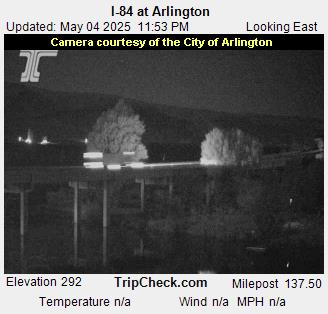 I-84 at Arlington
Updated: May 04 2025 11:53 PM Looking East
Camera courtesy of the City of Arlington
Elevation 292 TripCheck.com Milepost 137.50
Temperature n/a Wind n/a MPH n/a